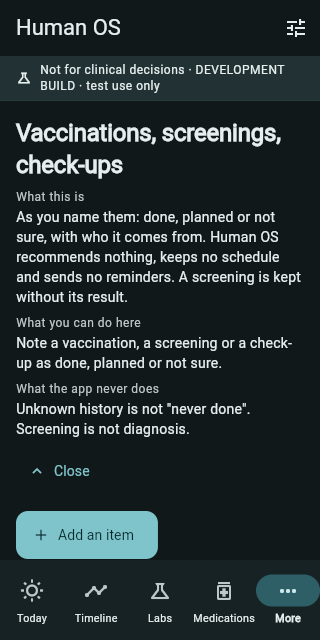 Human OS
Not for clinical decisions · DEVELOPMENT
BUILD · test use only
Vaccinations, screenings,
check-ups
What this is
As you name them: done, planned or not
sure, with who it comes from. Human OS
recommends nothing, keeps no schedule
and sends no reminders. A screening is kept
without its result.
What you can do here
Note a vaccination, a screening or a check-
up as done, planned or not sure.
What the app never does
Unknown history is not "never done".
Screening is not diagnosis.
Close
Add an item
Today Timeline Labs Medications More